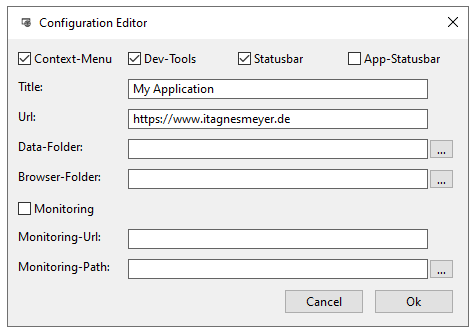 Configuration Editor
Context-Menu Dev-Tools Statusbar App-Statusbar
Title: My Application
Url: https://www.itagnesmeyer.de
Data-Folder: ...
Browser-Folder: ...
Monitoring
Monitoring-Url:
Monitoring-Path: ...
Cancel Ok